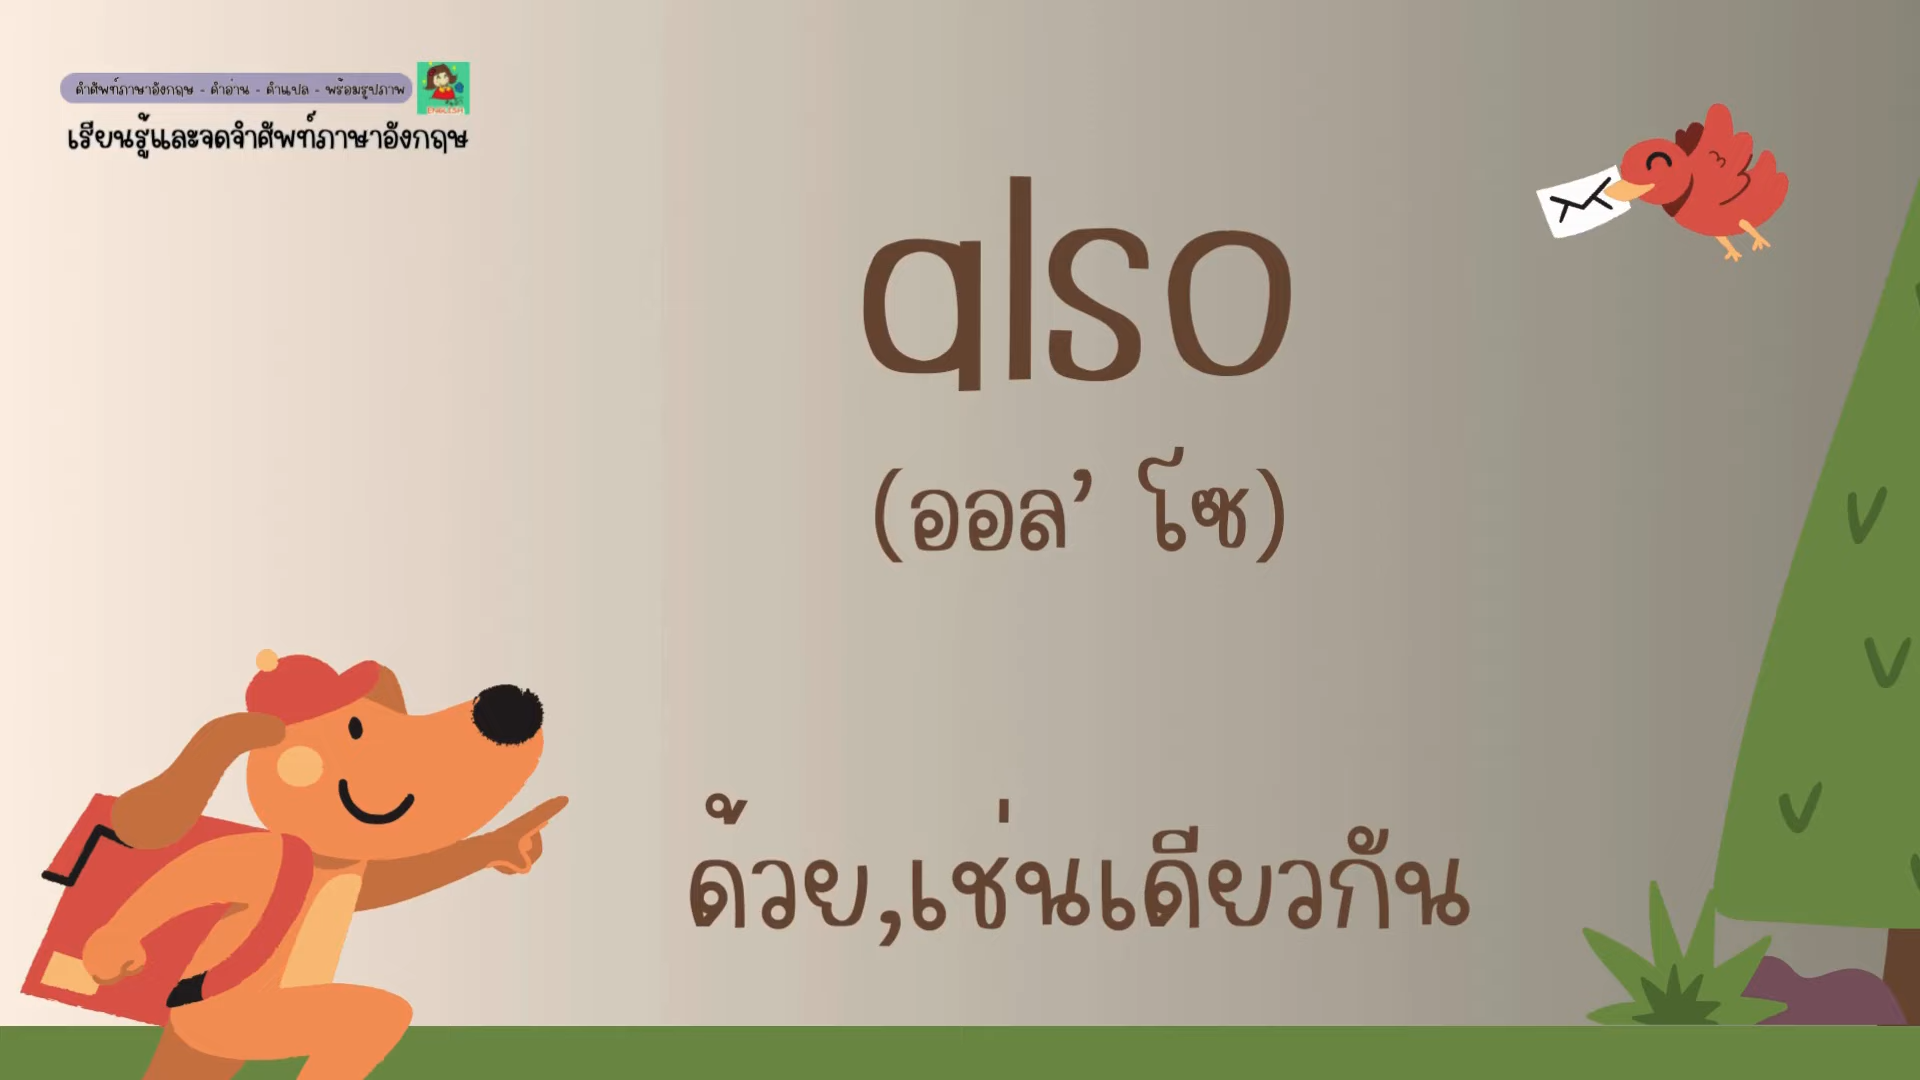 คำศัพท์ภาษาอังกฤษ - คำอ่าน - คำแปล - พร้อมรูปภาพ
ENGLISH
เรียนรู้และจดจำศัพท์ภาษาอังกฤษ
also
(ออล’ โซ)
ด้วย,เช่นเดียวกัน